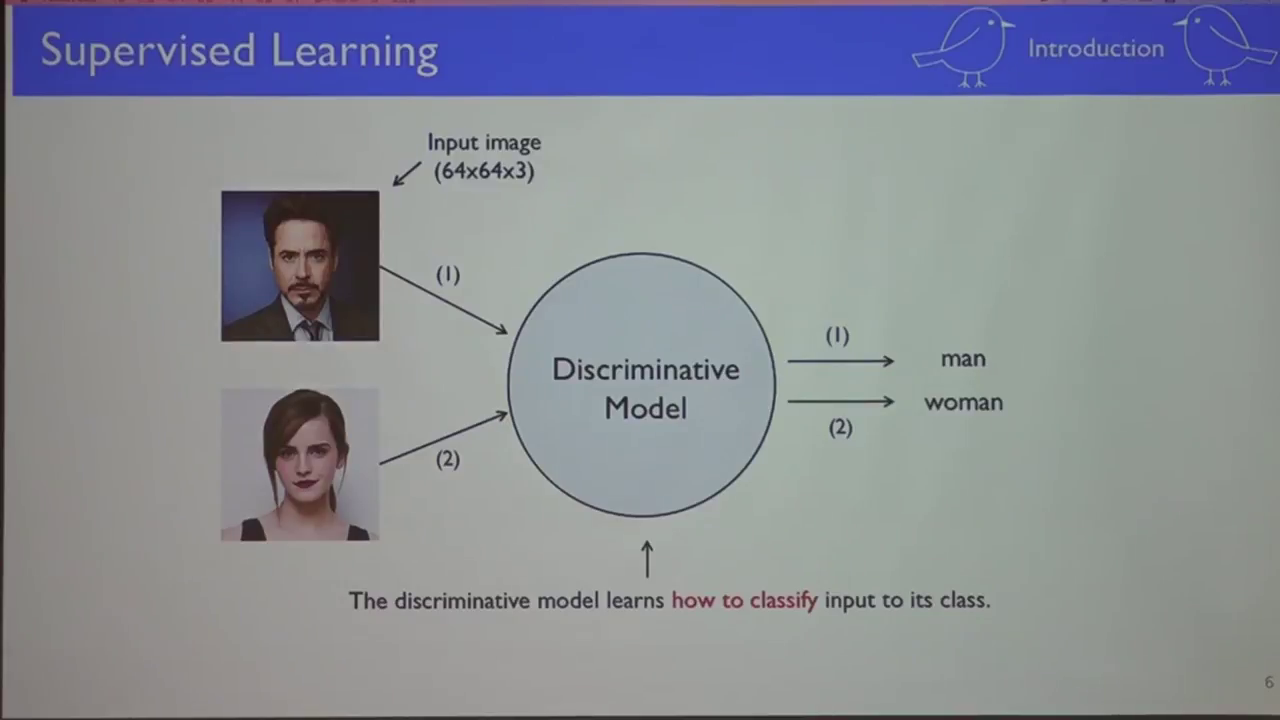 Supervised Learning
Introduction
Input image
(64x64x3)
(1)
(2)
Discriminative
Model
(1)
man
woman
(2)
The discriminative model learns how to classify input to its class.
6